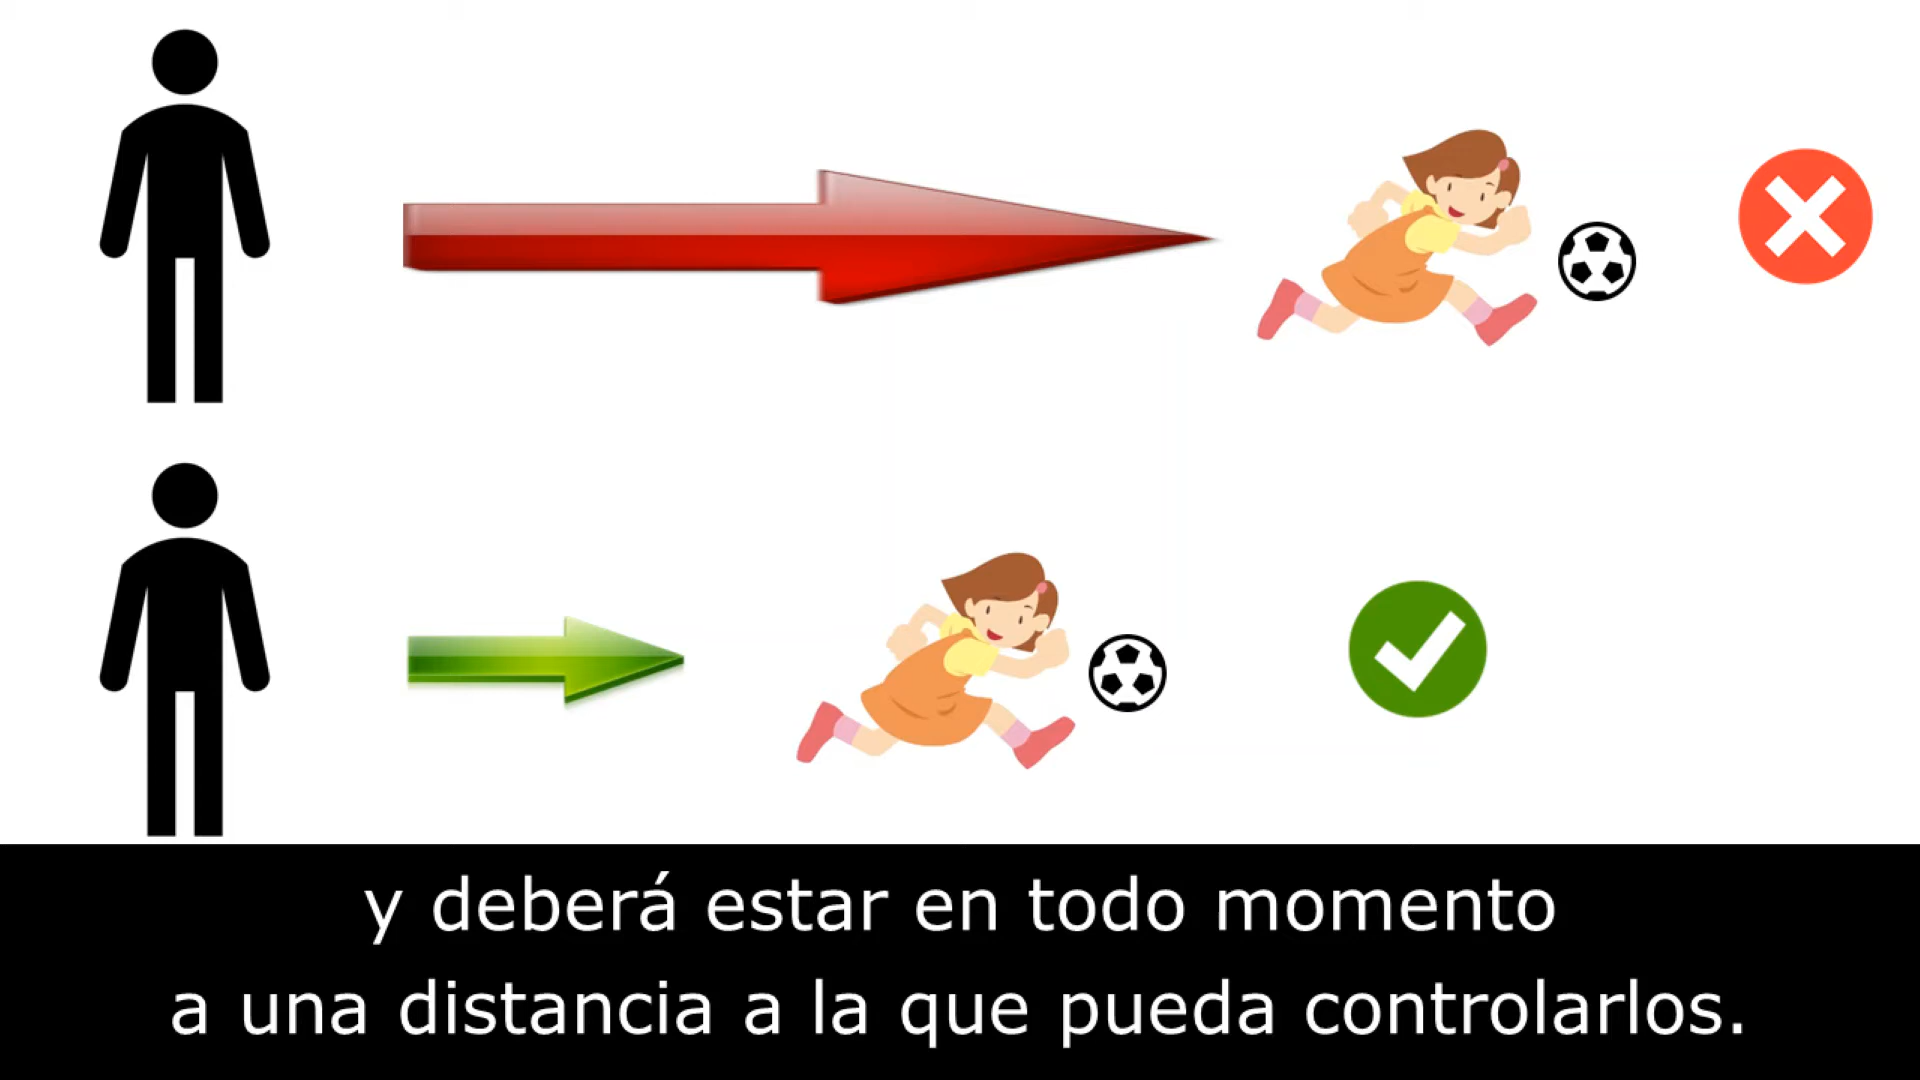 y deberá estar en todo momento
a una distancia a la que pueda controlarlos.